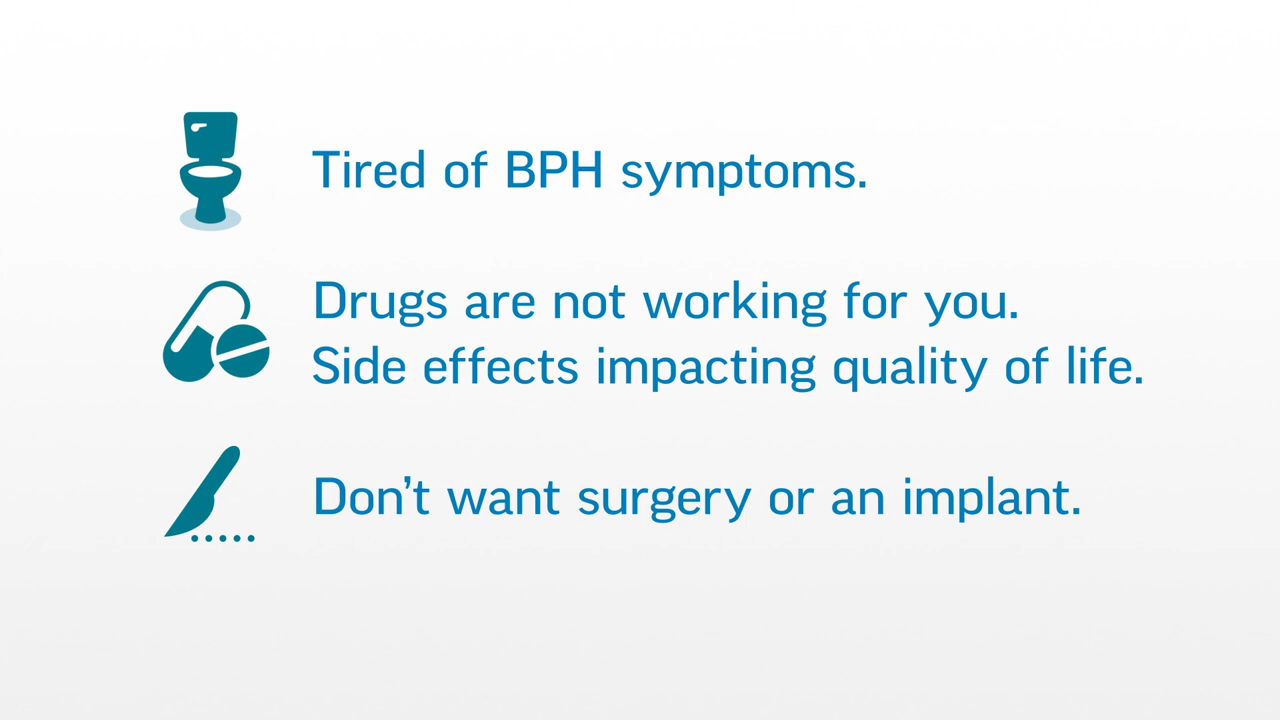 Tired of BPH symptoms.
Drugs are not working for you.
Side effects impacting quality of life.
Don’t want surgery or an implant.